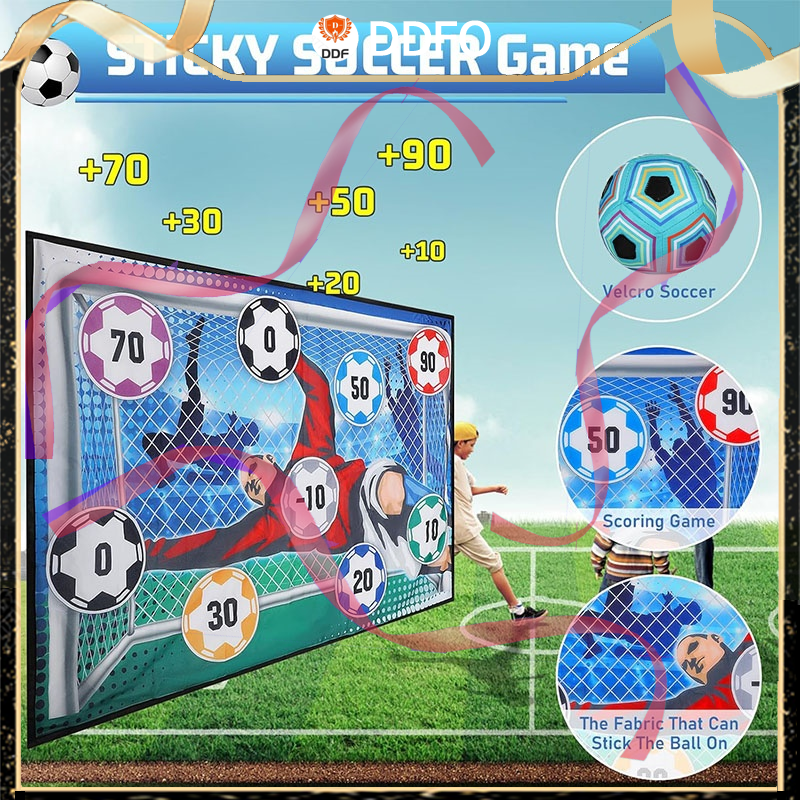 DDFO
DDF
STICKY SOCCER Game
+70
+90
+30
+50
+10
+20
Velcro Soccer
70
0
50
90
-10
0
30
20
10
50
90
Scoring Game
The Fabric That Can
Stick The Ball On